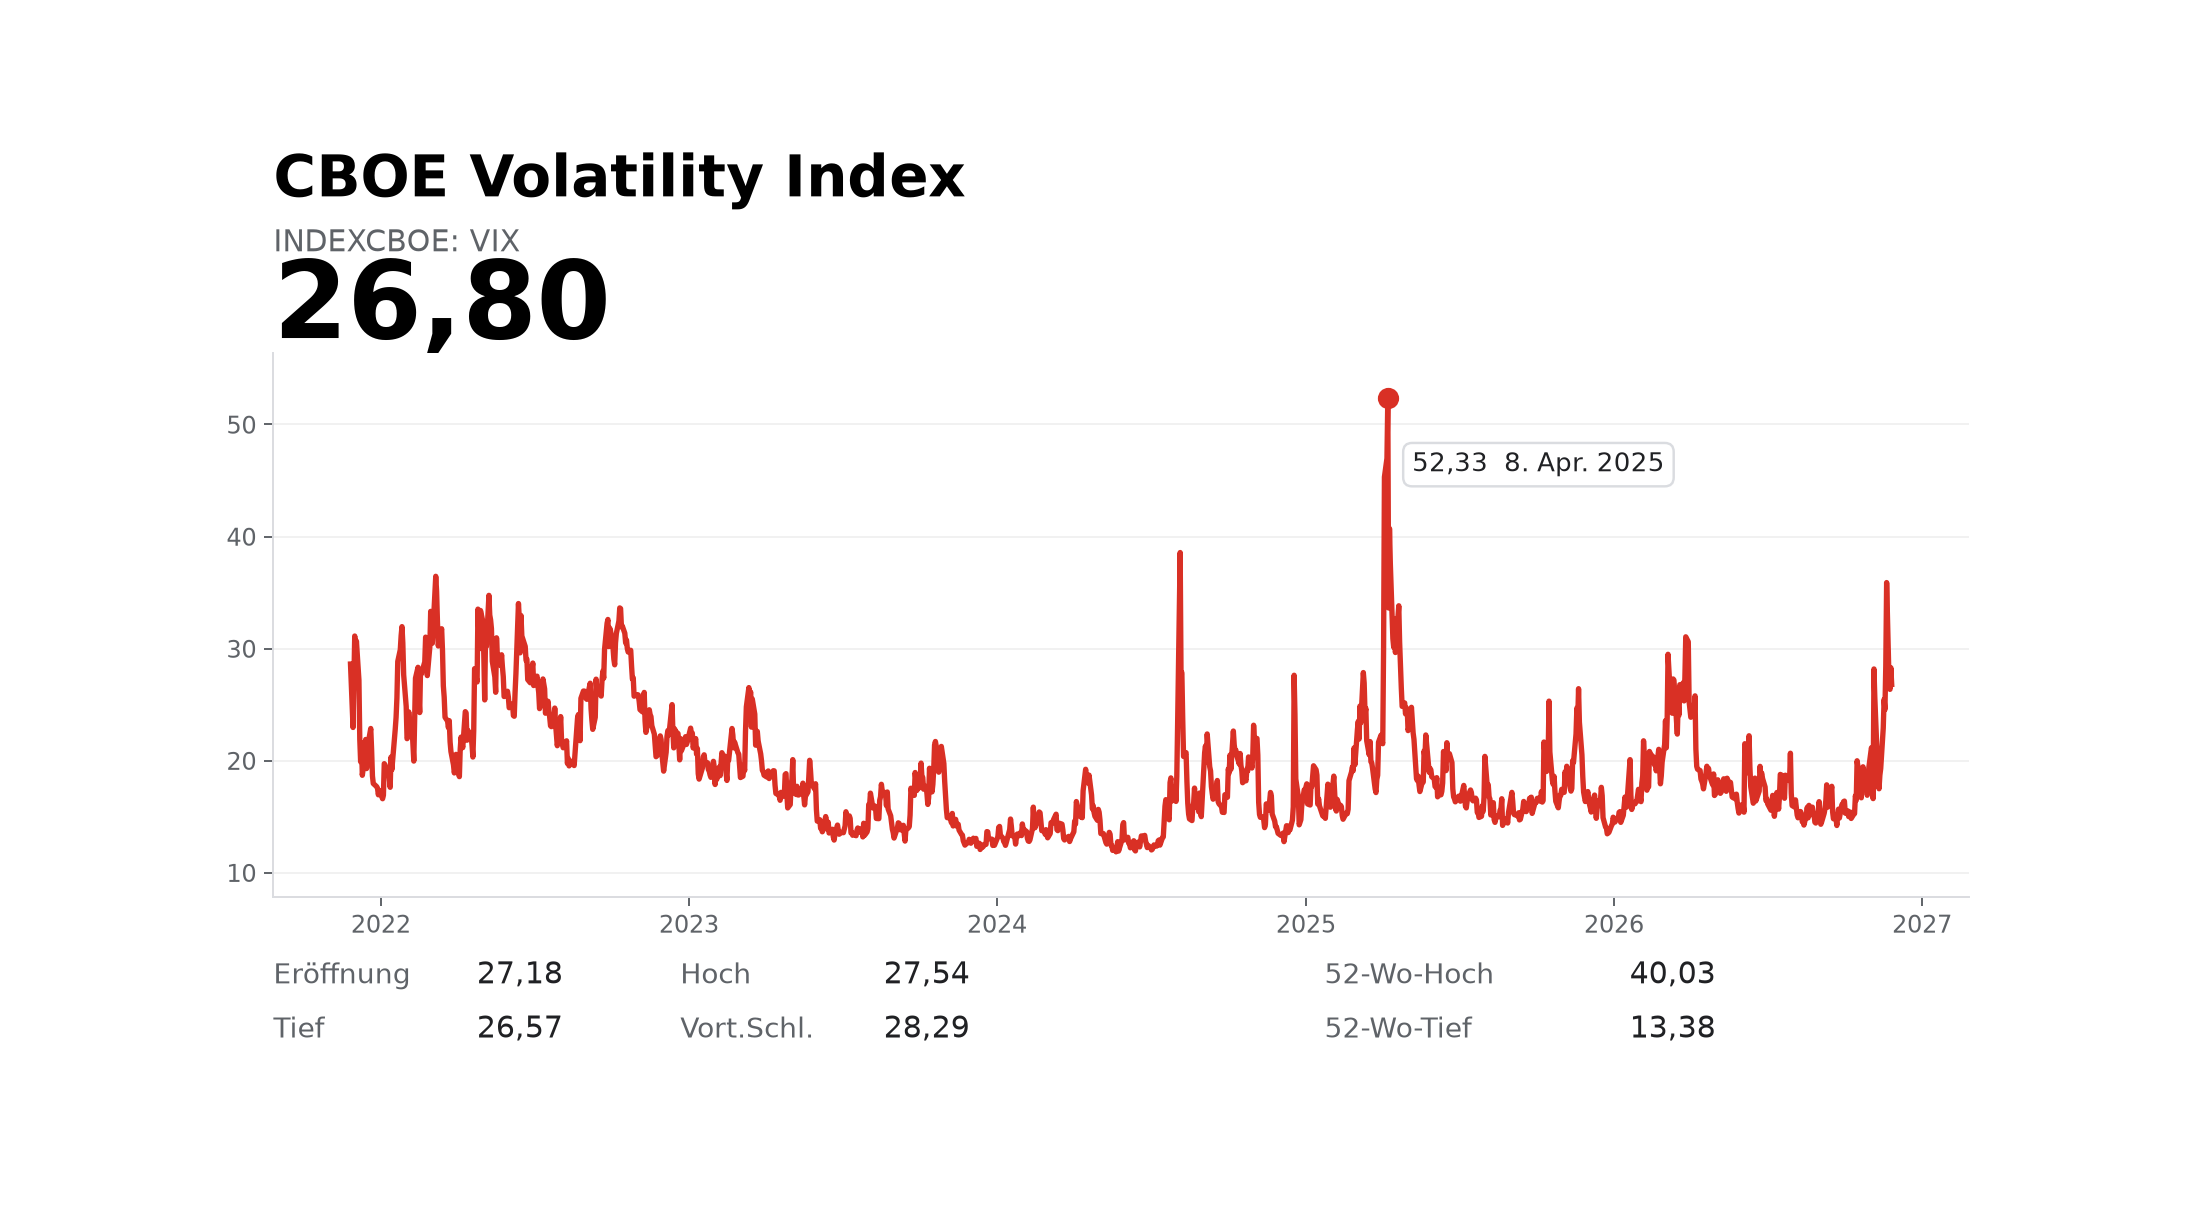 CBOE Volatility Index
INDEXCBOE: VIX
26,80
50
52,33 8. Apr. 2025
40
30
20
10
2022 2023 2024 2025 2026 2027
Eröffnung 27,18 Hoch 27,54 52-Wo-Hoch 40,03
Tief 26,57 Vort.Schl. 28,29 52-Wo-Tief 13,38